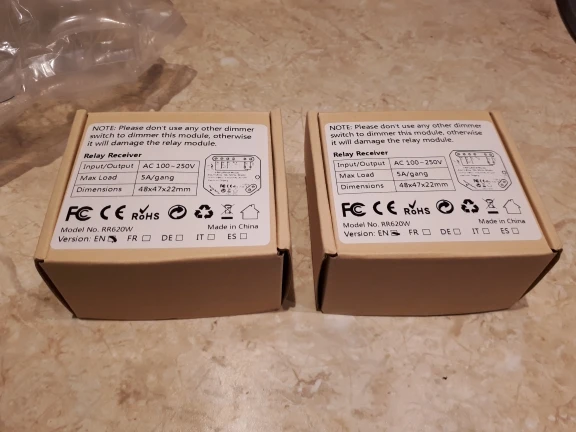 NOTE: Please don't use any other dimmer
switch to dimmer this module, otherwise
it will damage the relay module.
Relay Receiver
Input/Output AC 100~250V
Max Load 5A/gang
Dimensions 48x47x22mm
FC CE RoHS
Made in China
Model No. RR620W
Version: EN FR DE IT ES
NOTE: Please don't use any other dimmer
switch to dimmer this module, otherwise
it will damage the relay module.
Relay Receiver
Input/Output AC 100~250V
Max Load 5A/gang
Dimensions 48x47x22mm
FC CE RoHS
Made in China
Model No. RR620W
Version: EN FR DE IT ES